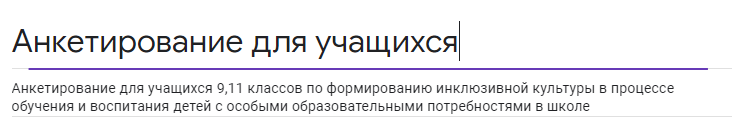 Анкетирование для учащихся
Анкетирование для учащихся 9,11 классов по формированию инклюзивной культуры в процессе
обучения и воспитания детей с особыми образовательными потребностями в школе